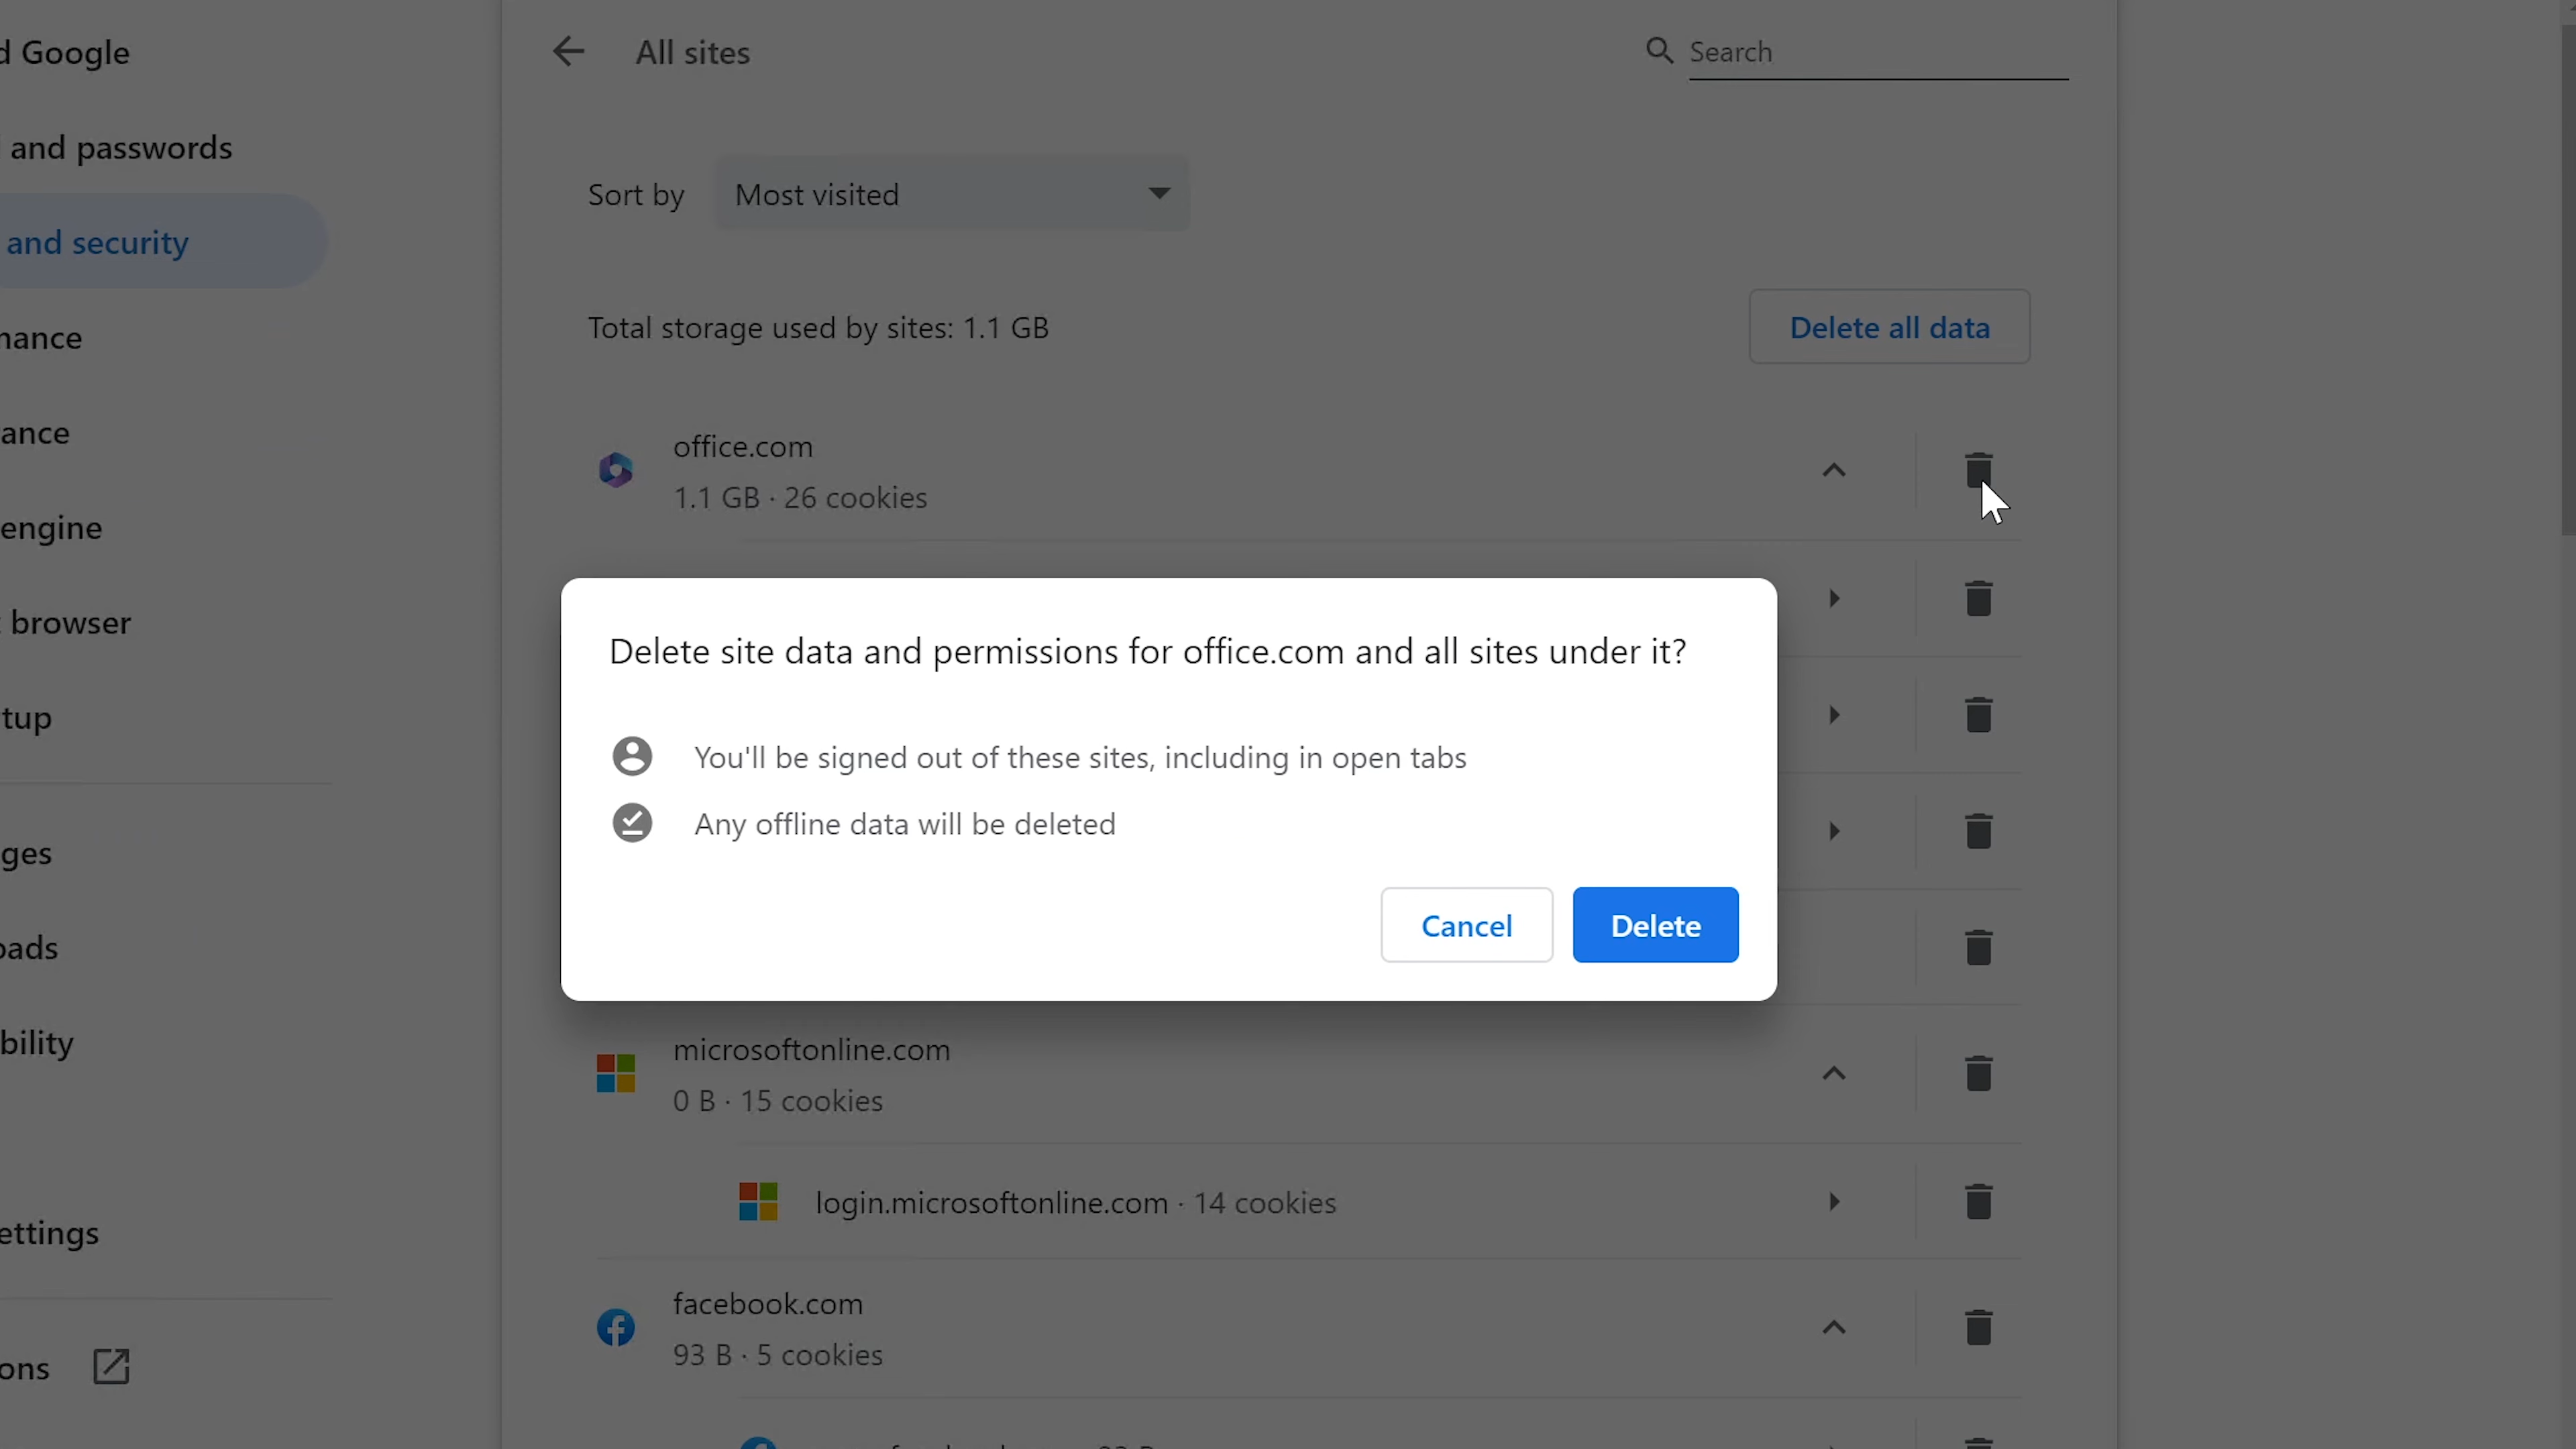 d Google
and passwords
and security
nance
ance
engine
browser
tup
ges
oads
bility
ettings
ons
All sites
Search
Sort by Most visited
Total storage used by sites: 1.1 GB
Delete all data
office.com
1.1 GB · 26 cookies
Delete site data and permissions for office.com and all sites under it?
You'll be signed out of these sites, including in open tabs
Any offline data will be deleted
Cancel Delete
microsoftonline.com
0 B · 15 cookies
login.microsoftonline.com · 14 cookies
facebook.com
93 B · 5 cookies